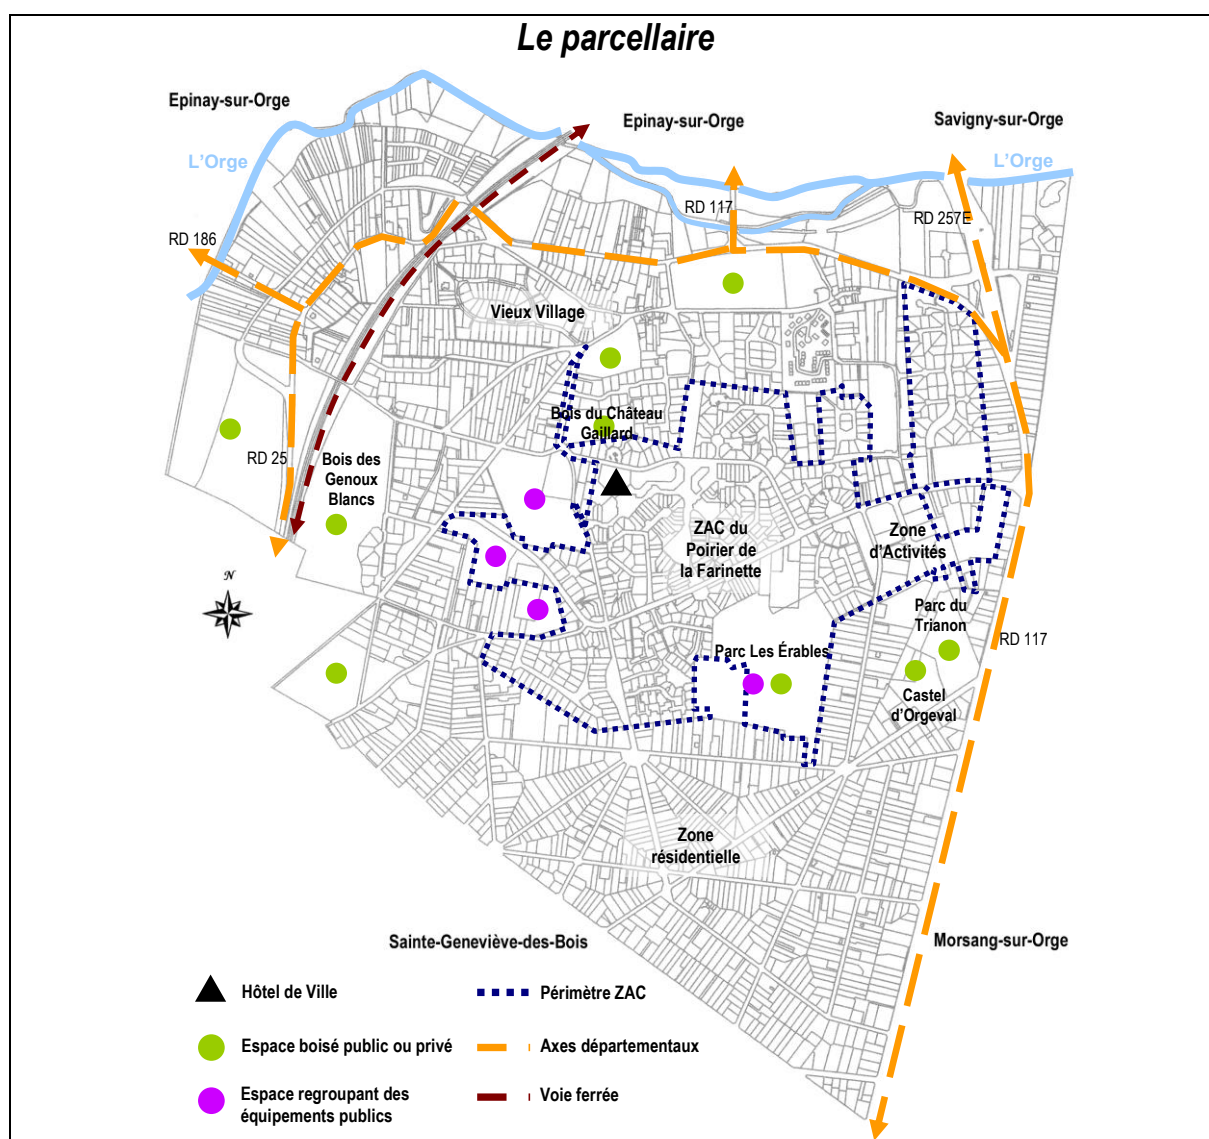 Le parcellaire
Epinay-sur-Orge
Epinay-sur-Orge
Savigny-sur-Orge
L'Orge
L'Orge
RD 117
RD 257E
RD 186
Vieux Village
Bois du Château
Gaillard
RD 25
Bois des
Genoux
Blancs
ZAC du
Poirier de
la Farinette
Zone
d'Activités
N
Parc du
Trianon
RD 117
Parc Les Érables
Castel
d'Orgeval
Zone
résidentielle
Sainte-Geneviève-des-Bois
Morsang-sur-Orge
Hôtel de Ville
Périmètre ZAC
Espace boisé public ou privé
Axes départementaux
Espace regroupant des
équipements publics
Voie ferrée